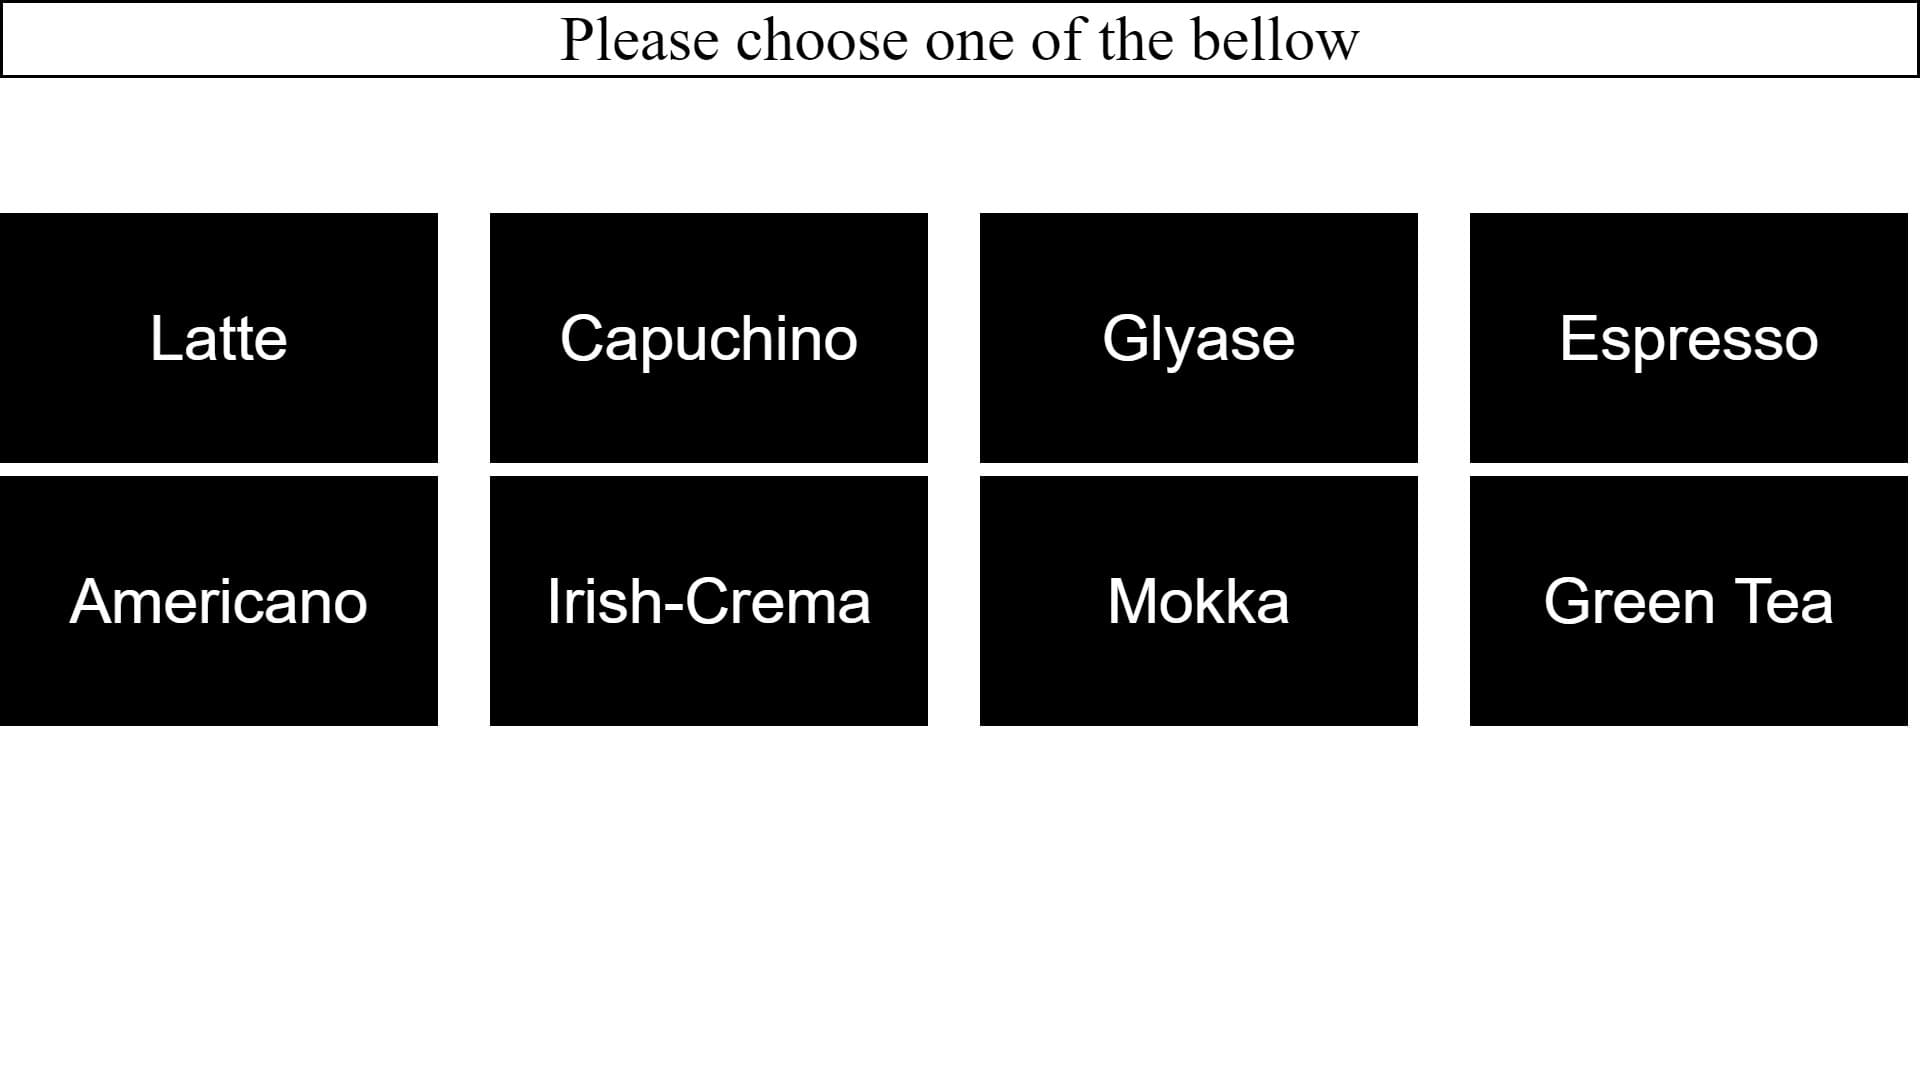 Please choose one of the bellow
Latte
Capuchino
Glyase
Espresso
Americano
Irish-Crema
Mokka
Green Tea